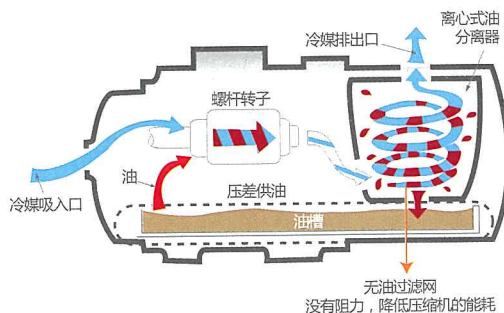 离心式油
分离器
冷媒排出口
螺杆转子
油
压差供油
冷媒吸入口
油槽
无油过滤网
没有阻力，降低压缩机的能耗